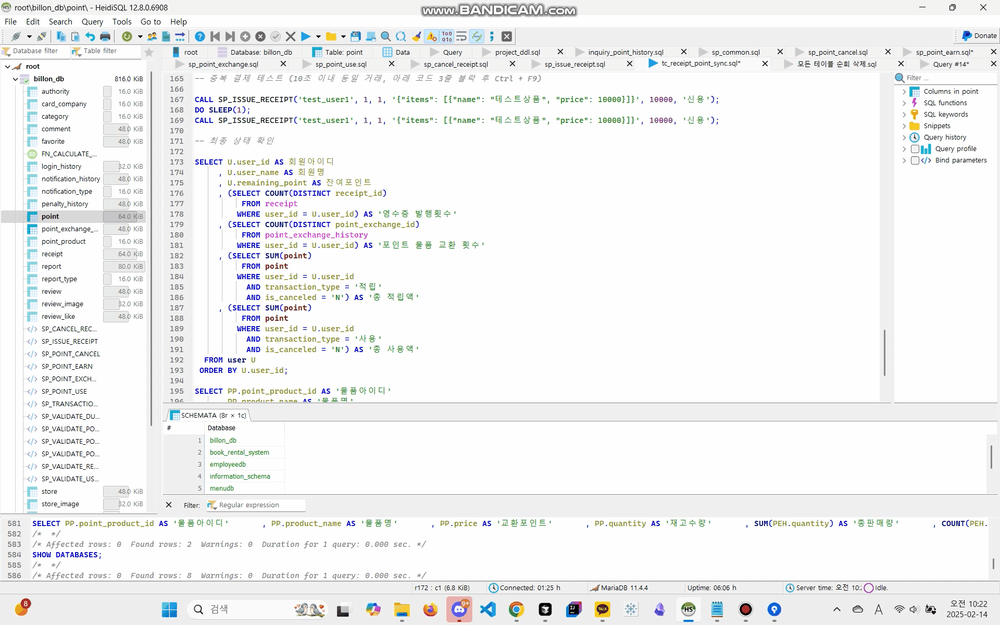 root\billon_db\point\ - HeidiSQL 12.8.0.6908
www.BANDICAM.com
File Edit Search Query Tools Go to Help
Donate
Database filter Table filter
root Database: billon_db Table: point Data Query project_ddl.sql inquiry_point_history.sql sp_common.sql sp_point_cancel.sql sp_point_earn.sql*
sp_point_exchange.sql sp_point_use.sql sp_cancel_receipt.sql sp_issue_receipt.sql tc_receipt_point_sync.sql* 모든 테이블 순회 삭제.sql Query #14*
root
billon_db 816.0 KiB
authority 16.0 KiB
card_company 16.0 KiB
category 16.0 KiB
comment 48.0 KiB
favorite 48.0 KiB
FN_CALCULATE_...
login_history 32.0 KiB
notification_history 48.0 KiB
notification_type 16.0 KiB
penalty_history 48.0 KiB
point 64.0 KiB
point_exchange_... 48.0 KiB
point_product 16.0 KiB
receipt 64.0 KiB
report 80.0 KiB
report_type 16.0 KiB
review 48.0 KiB
review_image 32.0 KiB
review_like 48.0 KiB
SP_CANCEL_REC...
SP_ISSUE_RECEIPT
SP_POINT_CANCEL
SP_POINT_EARN
SP_POINT_EXCH...
SP_POINT_USE
SP_TRANSACTIO...
SP_VALIDATE_DU...
SP_VALIDATE_PO...
SP_VALIDATE_PO...
SP_VALIDATE_PO...
SP_VALIDATE_RE...
SP_VALIDATE_US...
store 48.0 KiB
store_image 32.0 KiB
165 -- 중복 결제 테스트 (10초 이내 동일 거래, 아래 코드 3줄 블락 후 Ctrl + F9)
166
167 CALL SP_ISSUE_RECEIPT('test_user1', 1, 1, '{"items": [{"name": "테스트상품", "price": 10000}]}', 10000, '신용');
168 DO SLEEP(1);
169 CALL SP_ISSUE_RECEIPT('test_user1', 1, 1, '{"items": [{"name": "테스트상품", "price": 10000}]}', 10000, '신용');
170
171 -- 최종 상태 확인
172
173 SELECT U.user_id AS 회원아이디
174 , U.user_name AS 회원명
175 , U.remaining_point AS 잔여포인트
176 , (SELECT COUNT(DISTINCT receipt_id)
177 FROM receipt
178 WHERE user_id = U.user_id) AS '영수증 발행횟수'
179 , (SELECT COUNT(DISTINCT point_exchange_id)
180 FROM point_exchange_history
181 WHERE user_id = U.user_id) AS '포인트 물품 교환 횟수'
182 , (SELECT SUM(point)
183 FROM point
184 WHERE user_id = U.user_id
185 AND transaction_type = '적립'
186 AND is_canceled = 'N') AS '총 적립액'
187 , (SELECT SUM(point)
188 FROM point
189 WHERE user_id = U.user_id
190 AND transaction_type = '사용'
191 AND is_canceled = 'N') AS '총 사용액'
192 FROM user U
193 ORDER BY U.user_id;
194
195 SELECT PP.point_product_id AS '물품아이디'
196 , PP.product_name AS '물품명'
Filter ...
Columns in point
SQL functions
SQL keywords
Snippets
Query history
Query profile
Bind parameters
SCHEMATA (8r × 1c)
# Database
1 billon_db
2 book_rental_system
3 employeedb
4 information_schema
5 menudb
Filter: Regular expression
581 SELECT PP.point_product_id AS '물품아이디' , PP.product_name AS '물품명' , PP.price AS '교환포인트' , PP.quantity AS '재고수량' , SUM(PEH.quantity) AS '총판매량' , COUNT(PEH.
582 /* */
583 /* Affected rows: 0 Found rows: 2 Warnings: 0 Duration for 1 query: 0.000 sec. */
584 SHOW DATABASES;
585 /* */
586 /* Affected rows: 0 Found rows: 8 Warnings: 0 Duration for 1 query: 0.000 sec. */
r172 : c1 (6.8 KiB) Connected: 01:25 h MariaDB 11.4.4 Uptime: 06:06 h Server time: 오전 10: Idle.
8 검색 9+ TALK HS A 오전 10:22
2025-02-14